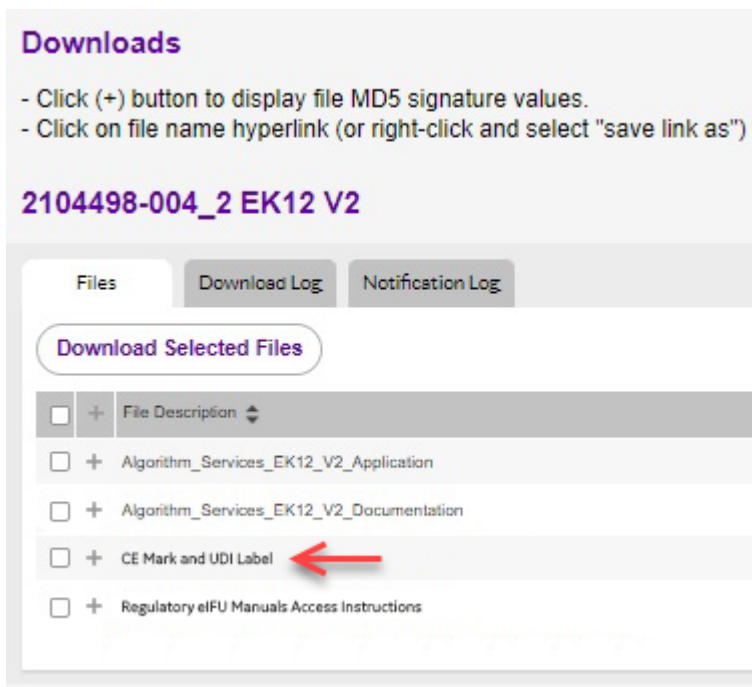 Downloads
- Click (+) button to display file MD5 signature values.
- Click on file name hyperlink (or right-click and select "save link as")
2104498-004_2 EK12 V2
Files Download Log Notification Log
Download Selected Files
+ File Description
+ Algorithm_Services_EK12_V2_Application
+ Algorithm_Services_EK12_V2_Documentation
+ CE Mark and UDI Label
+ Regulatory eIFU Manuals Access Instructions